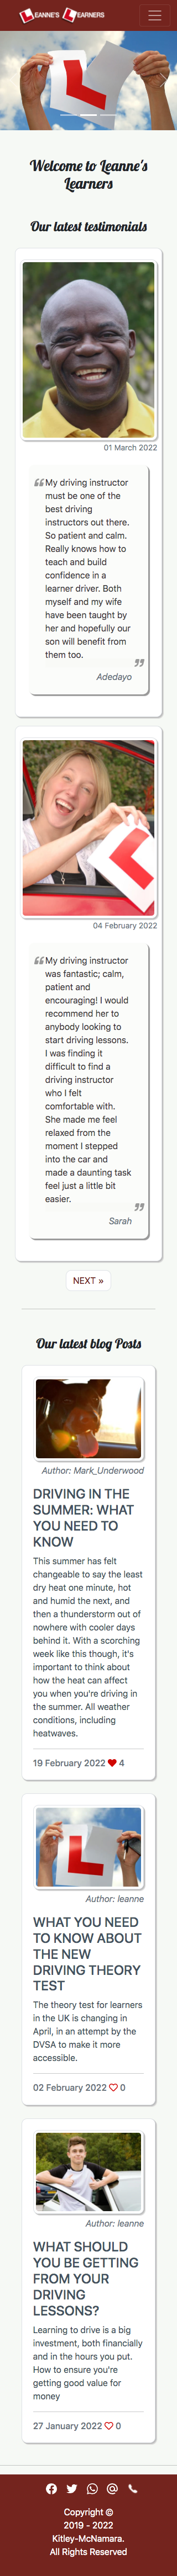 LEANNE'S LEARNERS
Welcome to Leanne's
Learners
Our latest testimonials
01 March 2022
My driving instructor
must be one of the
best driving
instructors out there.
So patient and calm.
Really knows how to
teach and build
confidence in a
learner driver. Both
myself and my wife
have been taught by
her and hopefully our
son will benefit from
them too.
Adedayo
04 February 2022
My driving instructor
was fantastic; calm,
patient and
encouraging! I would
recommend her to
anybody looking to
start driving lessons.
I was finding it
difficult to find a
driving instructor
who I felt
comfortable with.
She made me feel
relaxed from the
moment I stepped
into the car and
made a daunting task
feel just a little bit
easier.
Sarah
NEXT »
Our latest blog Posts
Author: Mark_Underwood
DRIVING IN THE
SUMMER: WHAT
YOU NEED TO
KNOW
This summer has felt
changeable to say the least
dry heat one minute, hot
and humid the next, and
then a thunderstorm out of
nowhere with cooler days
behind it. With a scorching
week like this though, it's
important to think about
how the heat can affect
you when you're driving in
the summer. All weather
conditions, including
heatwaves.
19 February 2022 4
Author: leanne
WHAT YOU NEED
TO KNOW ABOUT
THE NEW
DRIVING THEORY
TEST
The theory test for learners
in the UK is changing in
April, in an attempt by the
DVSA to make it more
accessible.
02 February 2022 0
Author: leanne
WHAT SHOULD
YOU BE GETTING
FROM YOUR
DRIVING
LESSONS?
Learning to drive is a big
investment, both financially
and in the hours you put.
How to ensure you're
getting good value for
money
27 January 2022 0
Copyright ©
2019 - 2022
Kitley-McNamara.
All Rights Reserved